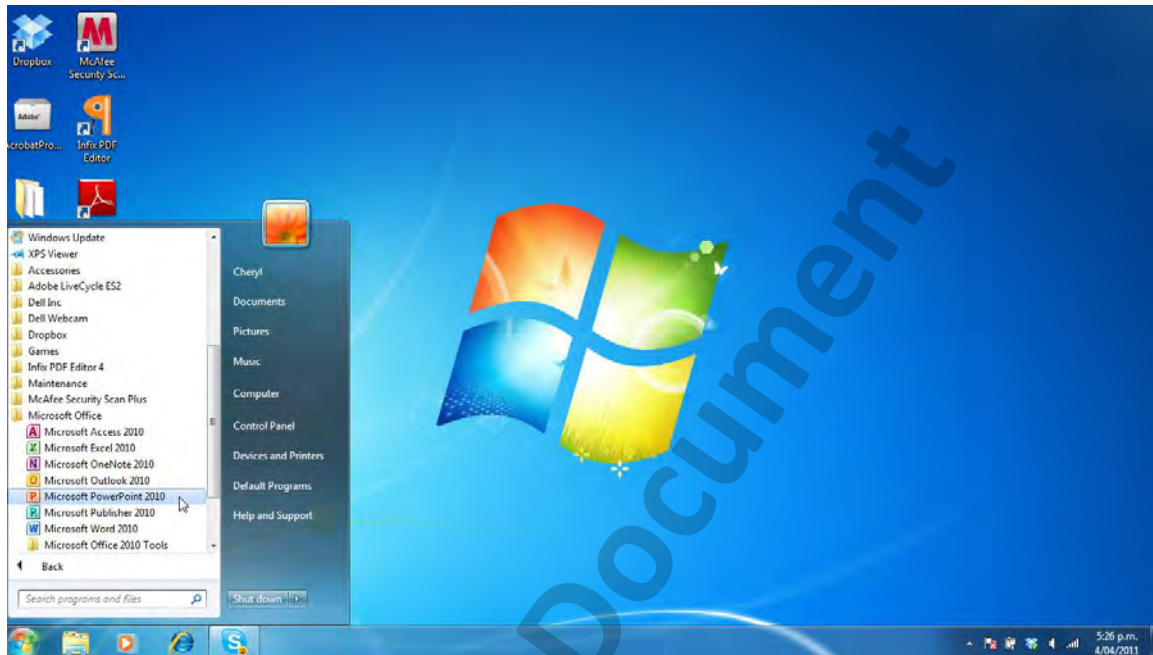 Dropbox
McAfee
Security Sc...
Adobe
AcrobatPro...
Infix PDF
Editor
Windows Update
XPS Viewer
Accessories
Adobe LiveCycle ES2
Dell Inc
Dell Webcam
Dropbox
Games
Infix PDF Editor 4
Maintenance
McAfee Security Scan Plus
Microsoft Office
Microsoft Access 2010
Microsoft Excel 2010
Microsoft OneNote 2010
Microsoft Outlook 2010
Microsoft PowerPoint 2010
Microsoft Publisher 2010
Microsoft Word 2010
Microsoft Office 2010 Tools
Back
Search programs and files
Cheryl
Documents
Pictures
Music
Computer
Control Panel
Devices and Printers
Default Programs
Help and Support
Shut down
Document
5:26 p.m.
4/04/2011